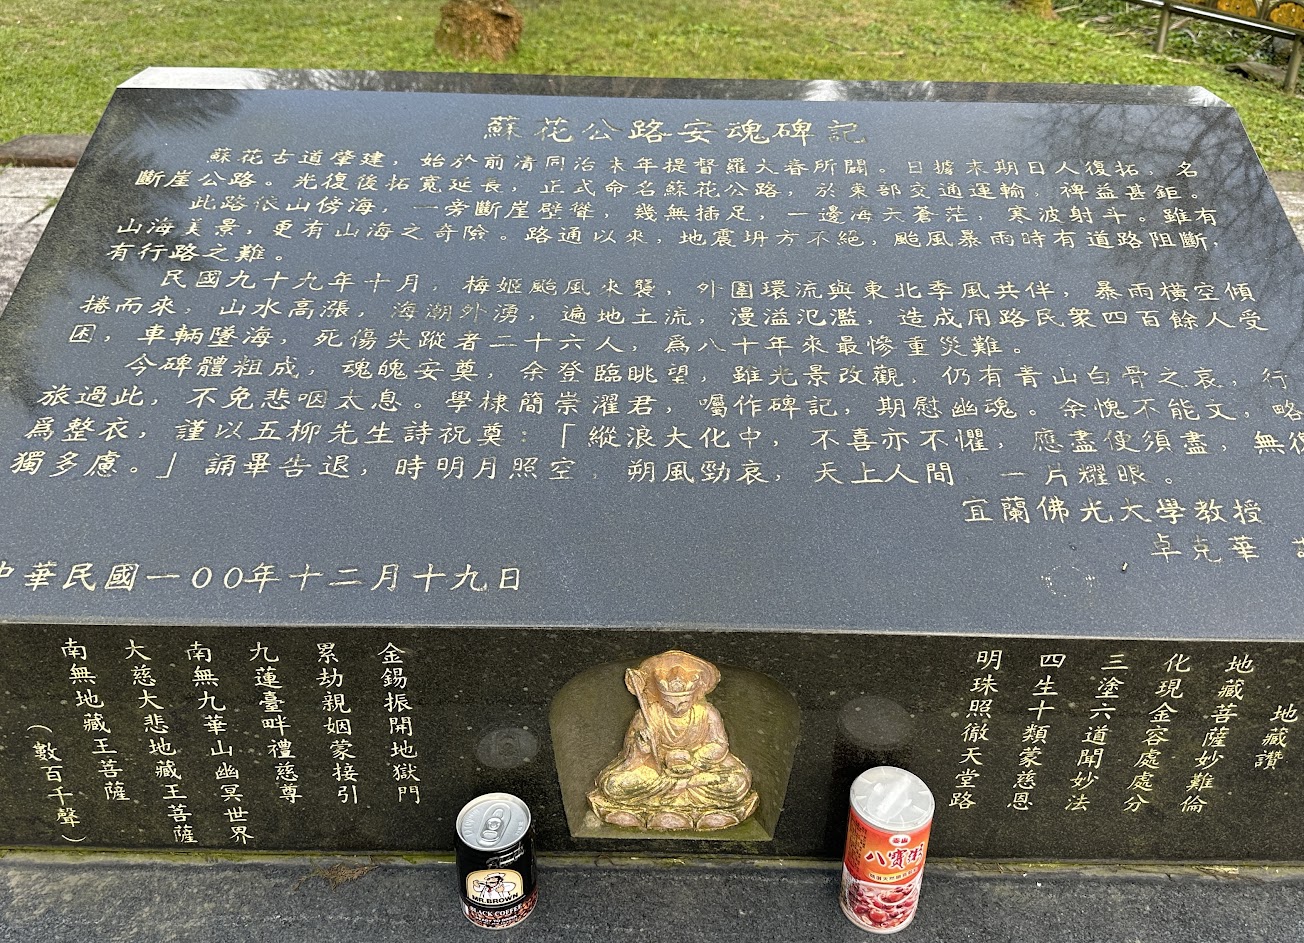 蘇花公路安魂碑記
蘇花古道肇建，始於前清同治末年提督羅大春所闢。日據末期日人復拓，名
斷崖公路。光復後拓寬延長，正式命名蘇花公路，於東部交通運輸，裨益甚鉅。
此路依山傍海，一旁斷崖壁聳，幾無插足，一邊海天蒼茫，寒波射斗。雖有
山海美景，更有山海之奇險。路通以來，地震坍方不絕，颱風暴雨時有道路阻斷，
有行路之難。
民國九十九年十月，梅姬颱風來襲，外圍環流與東北季風共伴，暴雨橫空傾
捲而來，山水高漲，海潮外湧，遍地土流，漫溢氾濫，造成用路民眾四百餘人受
困，車輛墜海，死傷失蹤者二十六人，為八十年來最慘重災難。
今碑體粗成，魂魄安奠，余登臨眺望，雖光景改觀，仍有青山白骨之哀，行
旅過此，不免悲咽太息。學棣簡崇濯君，囑作碑記，期慰幽魂。余愧不能文，略
為整衣，謹以五柳先生詩祝奠：「縱浪大化中，不喜亦不懼，應盡便須盡，無復
獨多慮。」誦畢告退，時明月照空，朔風勁哀，天上人間，一片耀眼。
宜蘭佛光大學教授
卓克華
中華民國一〇〇年十二月十九日
地藏讚
地藏菩薩妙難倫
化現金容處處分
三塗六道聞妙法
四生十類蒙慈恩
明珠照徹天堂路
金錫振開地獄門
累劫親姻蒙接引
九蓮臺畔禮慈尊
南無九華山幽冥世界
大慈大悲地藏王菩薩
南無地藏王菩薩
（數百千聲）
MR.BROWN
BLACK COFFEE
泰山
八寶粥